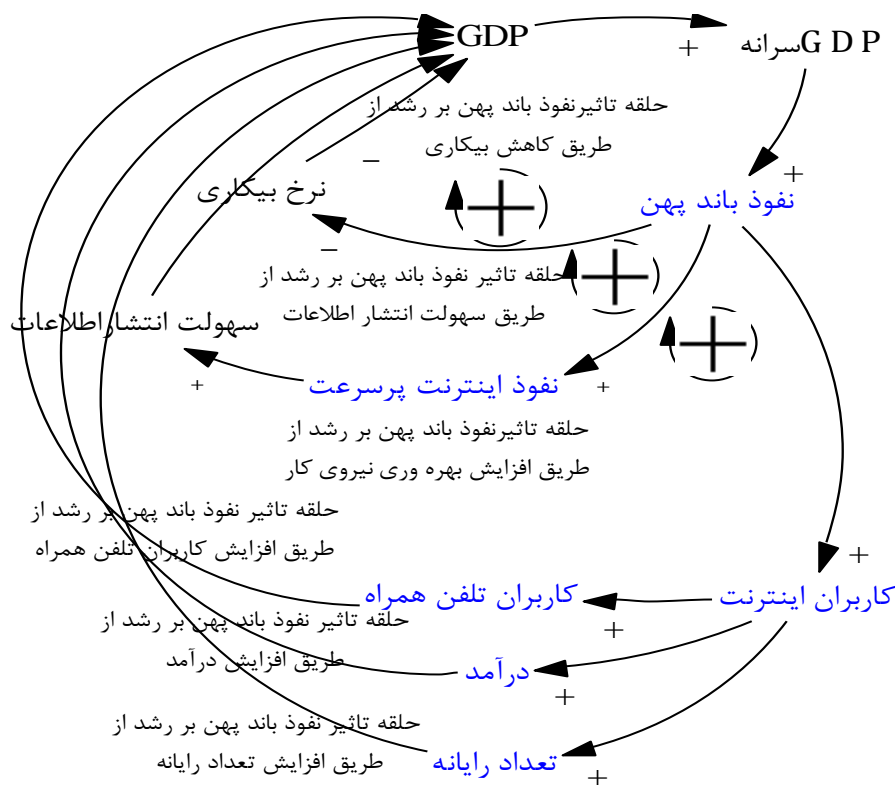 GDP
سرانه G D P
+
حلقه تاثیرنفوذ باند پهن بر رشد از
طریق کاهش بیکاری
−
+
نرخ بیکاری
نفوذ باند پهن
−
حلقه تاثیر نفوذ باند پهن بر رشد از
طریق سهولت انتشار اطلاعات
سهولت انتشاراطلاعات
نفوذ اینترنت پرسرعت
+
+
حلقه تاثیرنفوذ باند پهن بر رشد از
طریق افزایش بهره وری نیروی کار
حلقه تاثیر نفوذ باند پهن بر رشد از
طریق افزایش کاربران تلفن همراه
+
کاربران تلفن همراه
کاربران اینترنت
+
حلقه تاثیر نفوذ باند پهن بر رشد از
طریق افزایش درآمد
درآمد
+
حلقه تاثیر نفوذ باند پهن بر رشد از
طریق افزایش تعداد رایانه
تعداد رایانه
+